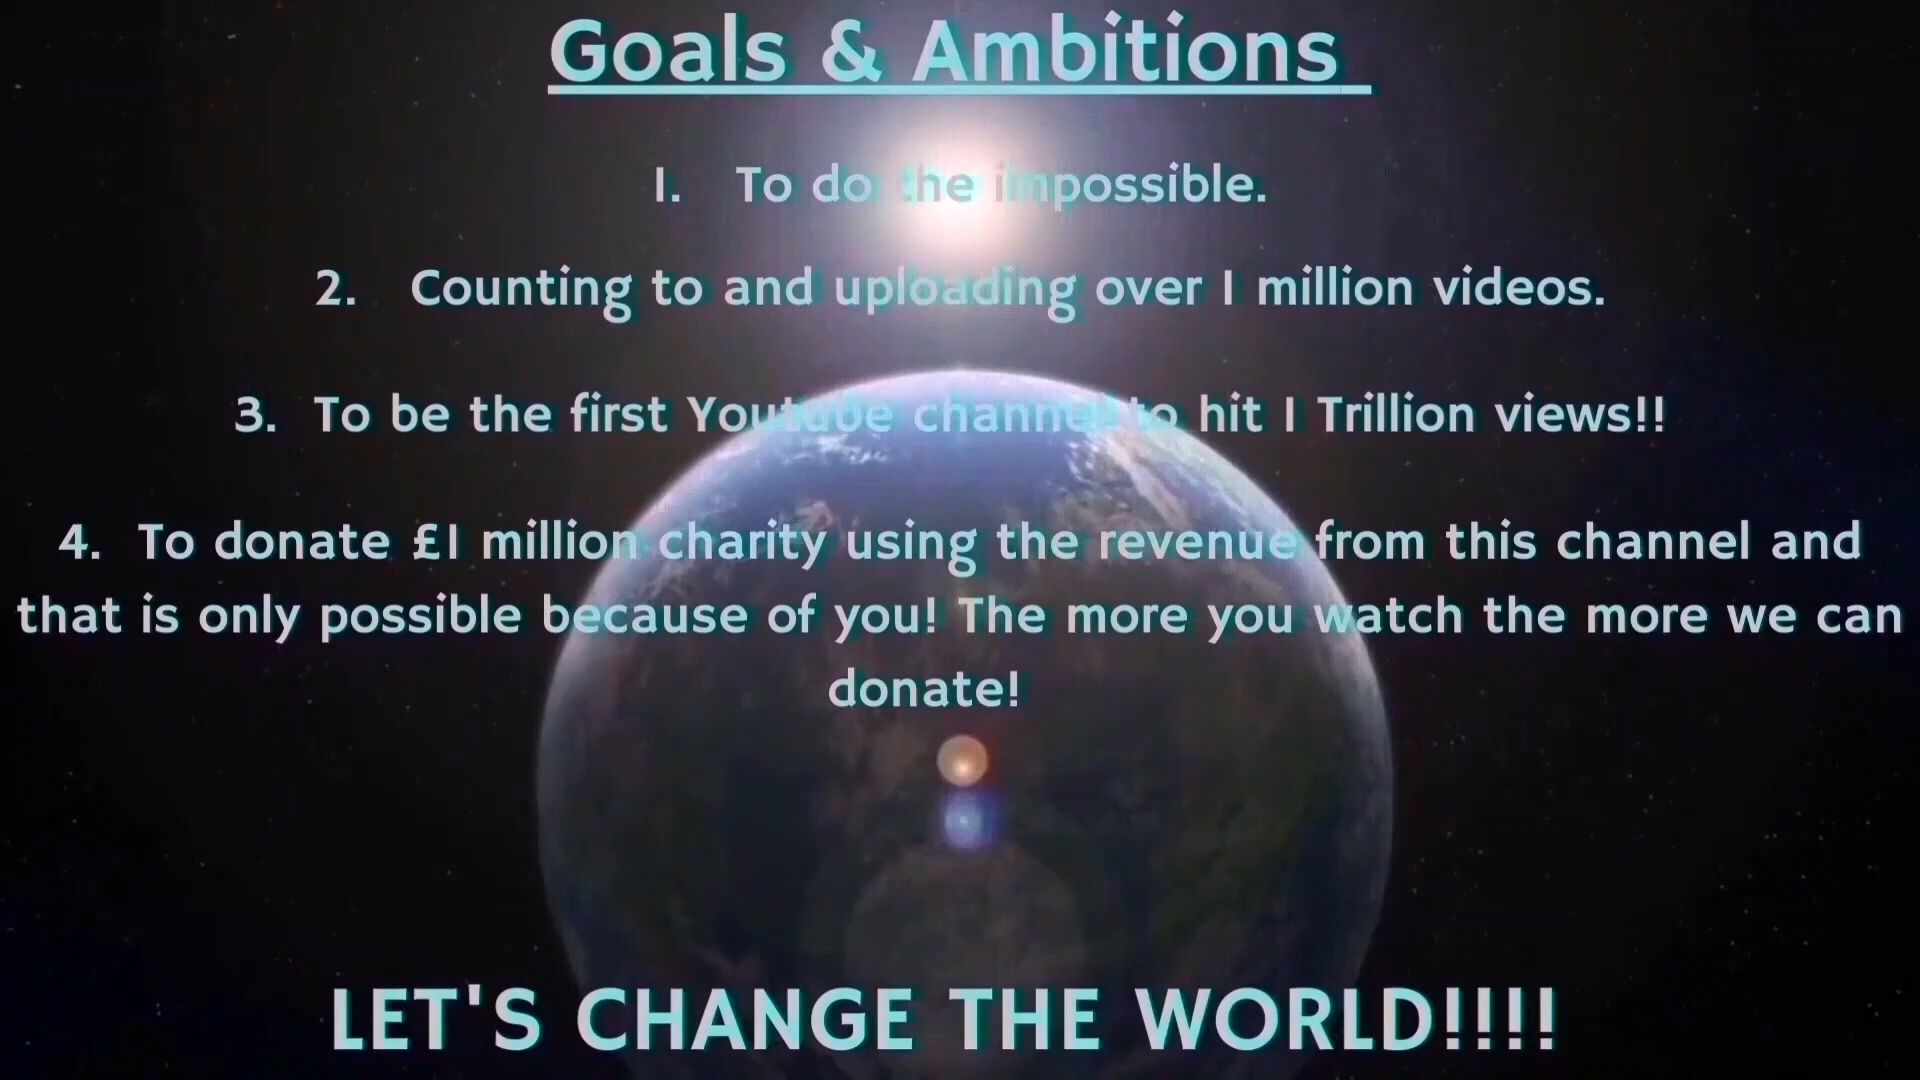 Goals & Ambitions
1. To do the impossible.
2. Counting to and uploading over 1 million videos.
3. To be the first Youtube channel to hit 1 Trillion views!!
4. To donate £1 million charity using the revenue from this channel and
that is only possible because of you! The more you watch the more we can
donate!
LET'S CHANGE THE WORLD!!!!